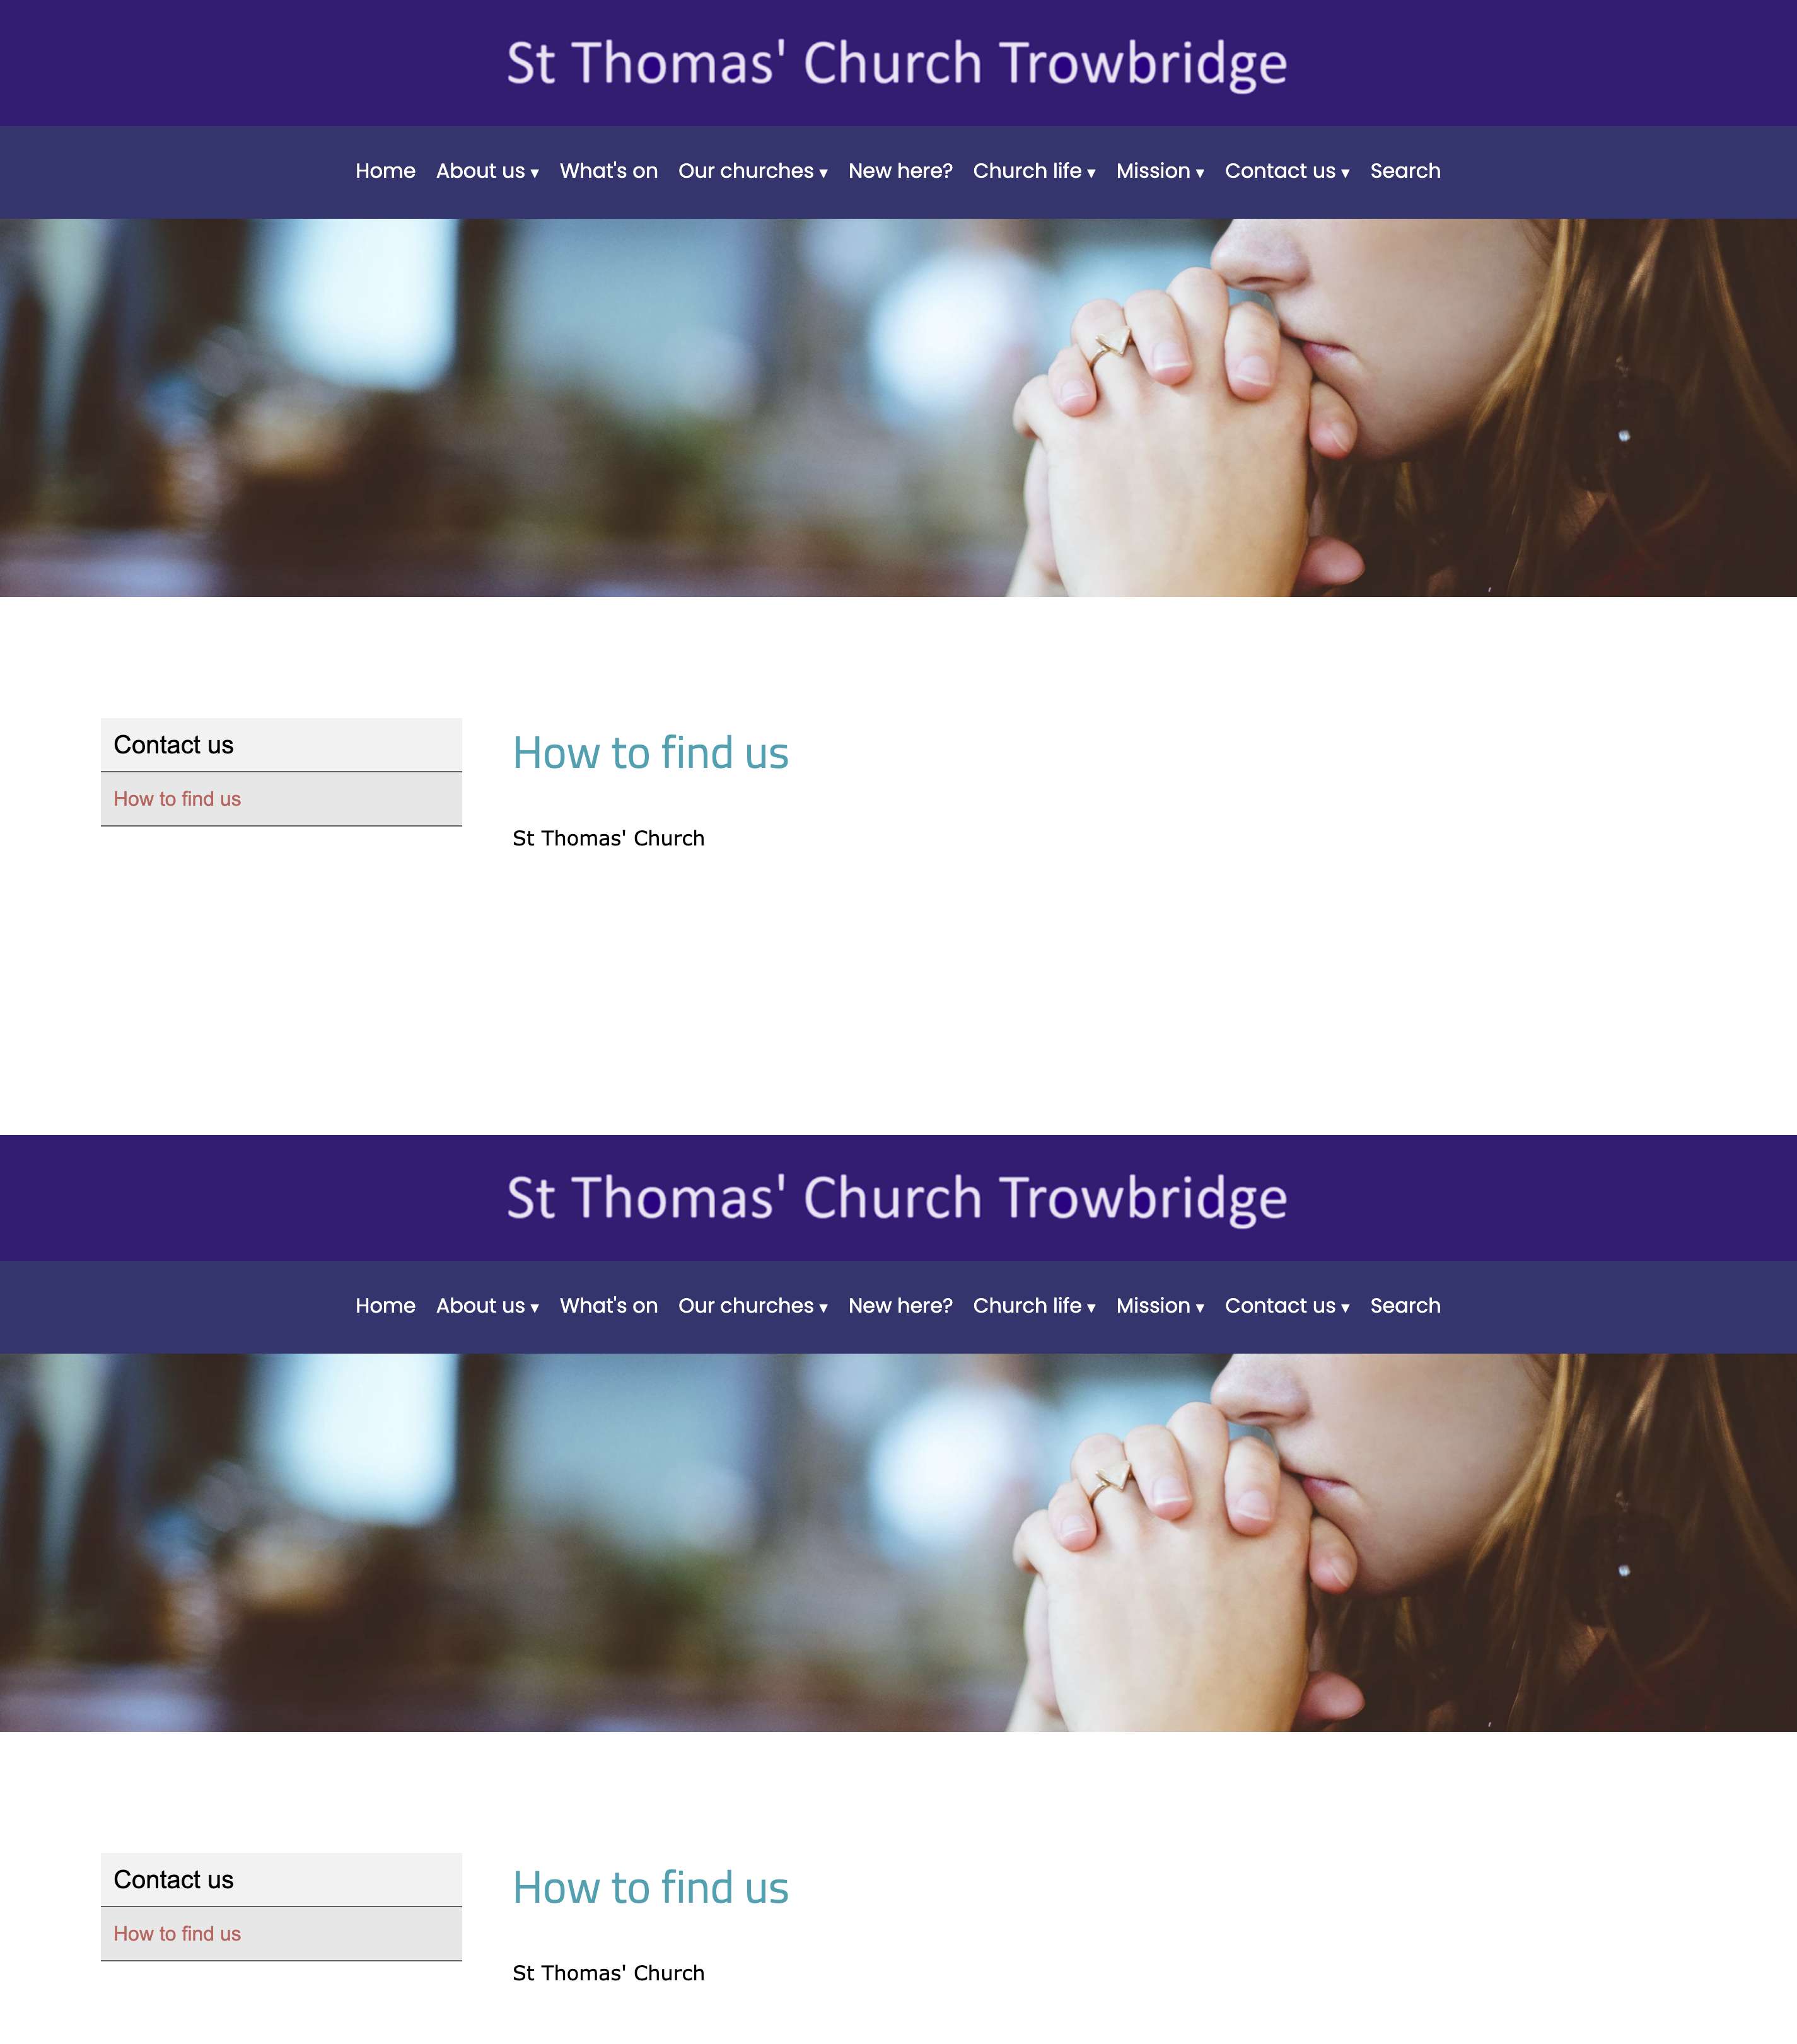 St Thomas' Church Trowbridge
Home About us ▾ What's on Our churches ▾ New here? Church life ▾ Mission ▾ Contact us ▾ Search
Contact us
How to find us
How to find us
St Thomas' Church
St Thomas' Church Trowbridge
Home About us ▾ What's on Our churches ▾ New here? Church life ▾ Mission ▾ Contact us ▾ Search
Contact us
How to find us
How to find us
St Thomas' Church